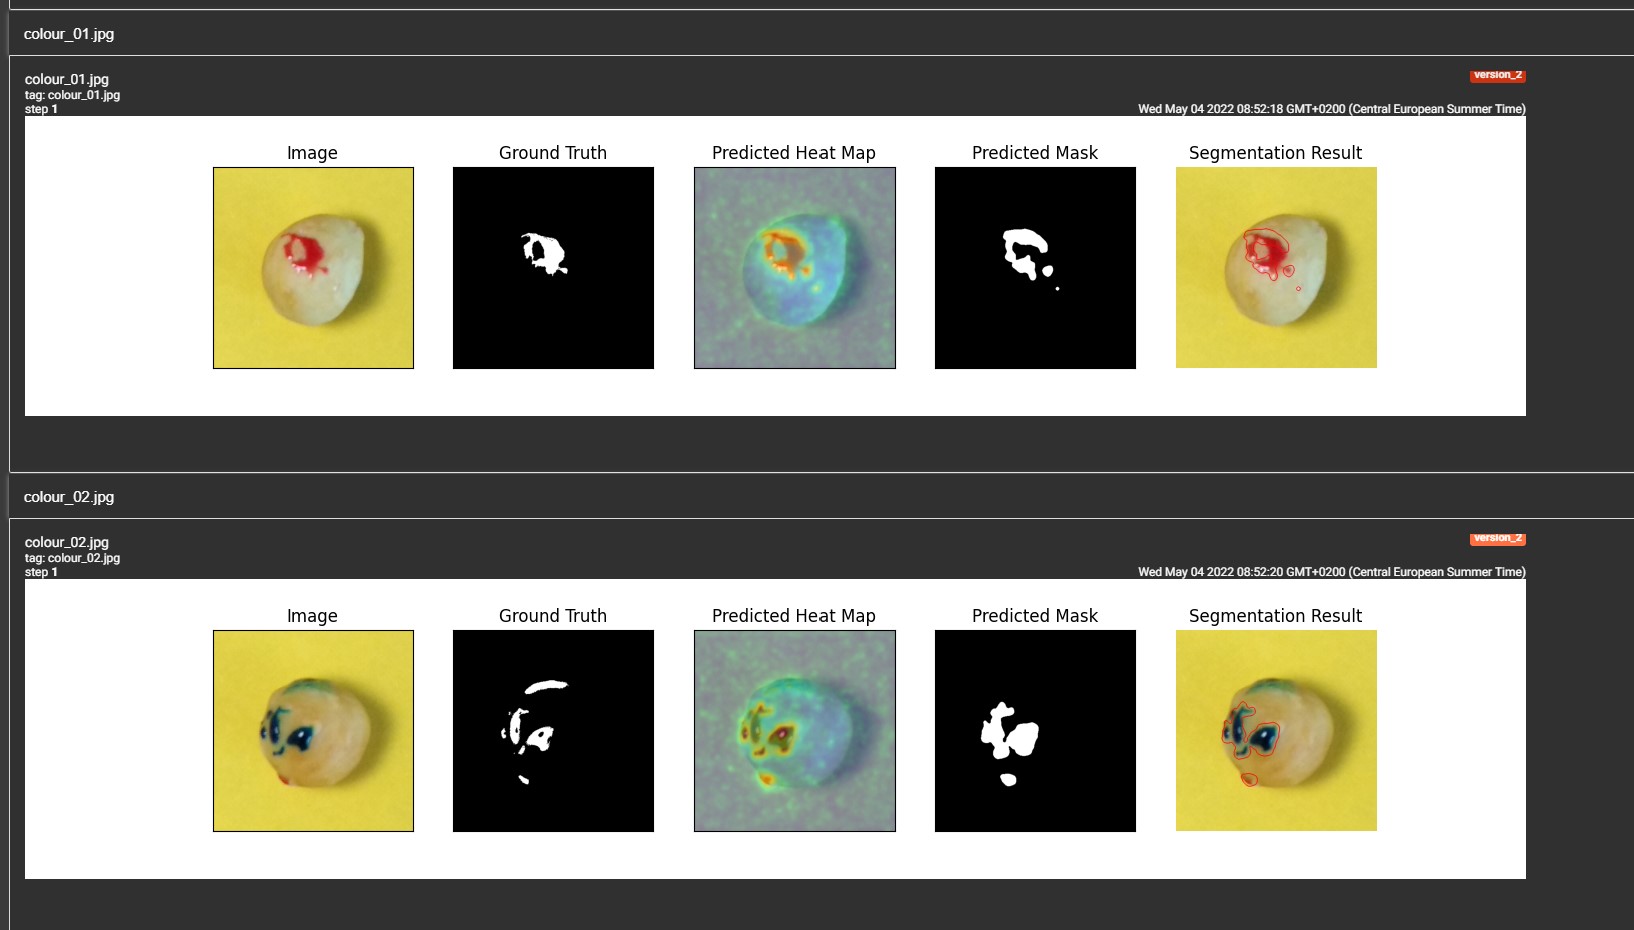 colour_01.jpg
colour_01.jpg
version_2
tag: colour_01.jpg
step 1
Wed May 04 2022 08:52:18 GMT+0200 (Central European Summer Time)
Image Ground Truth Predicted Heat Map Predicted Mask Segmentation Result
colour_02.jpg
colour_02.jpg
version_2
tag: colour_02.jpg
step 1
Wed May 04 2022 08:52:20 GMT+0200 (Central European Summer Time)
Image Ground Truth Predicted Heat Map Predicted Mask Segmentation Result